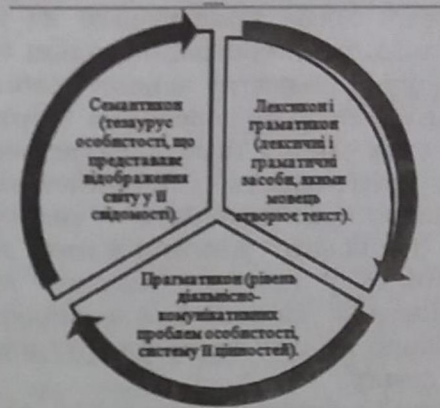 Семантикон
(тезаурус
особистості, що
представляє
відображення
світу у її
свідомості).
Лексикон і
граматикон
(лексичні і
граматичні
засоби, якими
мовець
створює текст).
Прагматикон (рівень
діяльнісно-
комунікативних
проблем особистості,
систему її цінностей).